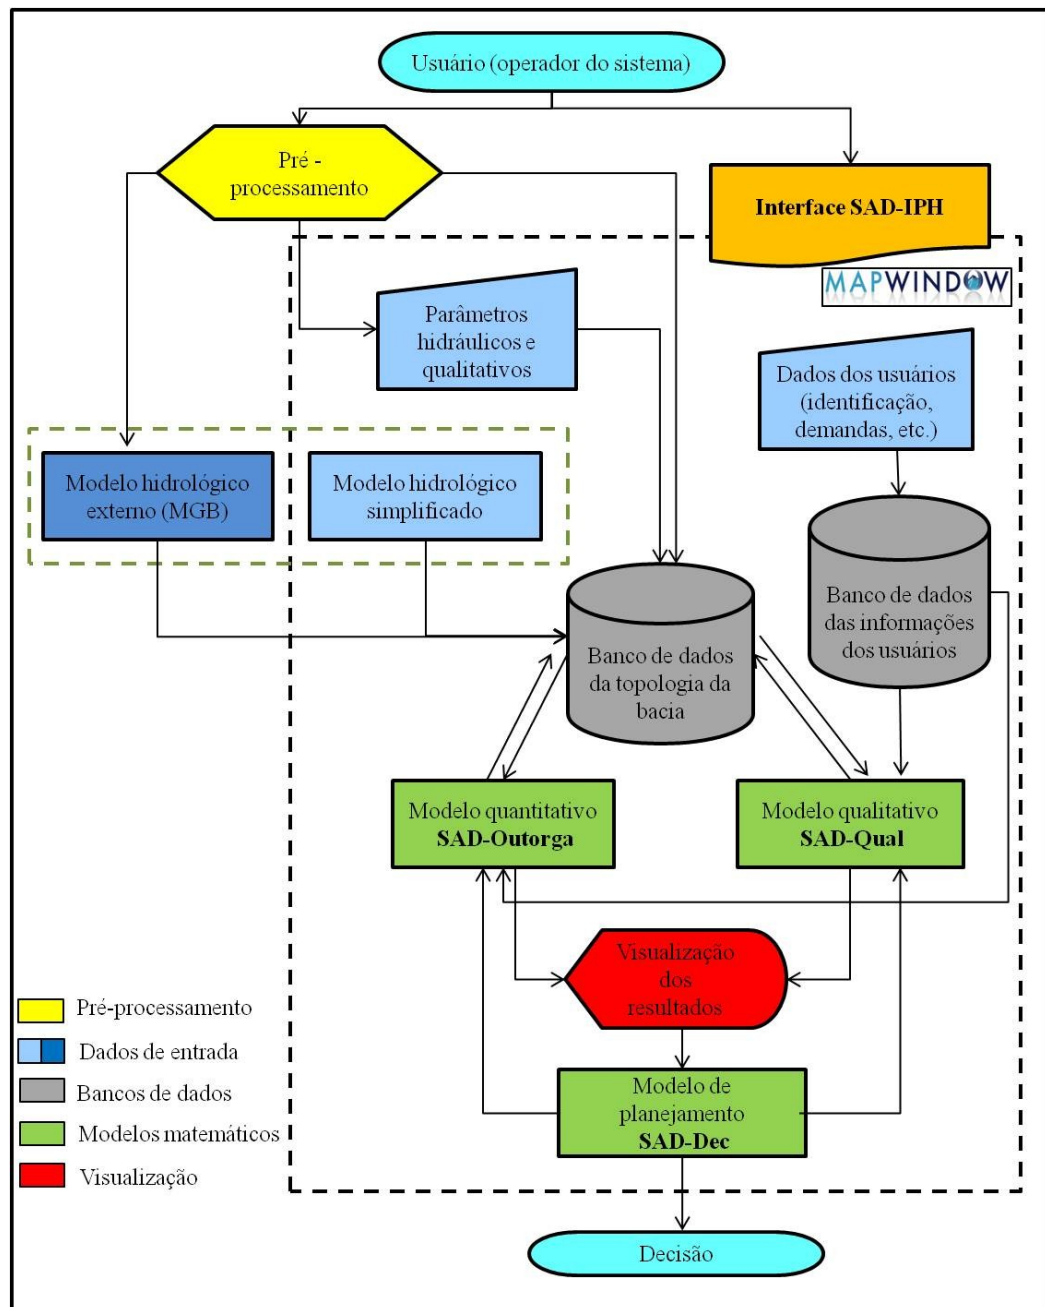 Usuário (operador do sistema)
Pré -
processamento
Interface SAD-IPH
MAPWINDOW
Parâmetros
hidráulicos e
qualitativos
Dados dos usuários
(identificação,
demandas, etc.)
Modelo hidrológico
externo (MGB)
Modelo hidrológico
simplificado
Banco de dados
das informações
dos usuários
Banco de dados
da topologia da
bacia
Modelo quantitativo
SAD-Outorga
Modelo qualitativo
SAD-Qual
Visualização
dos
resultados
Modelo de
planejamento
SAD-Dec
Decisão
Pré-processamento
Dados de entrada
Bancos de dados
Modelos matemáticos
Visualização